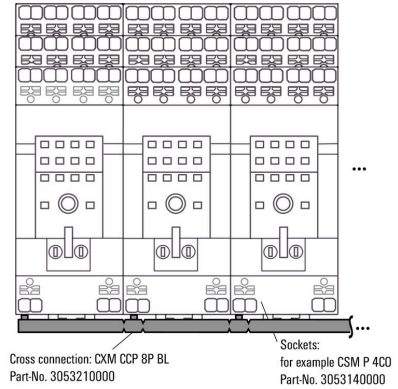 ...
...
Cross connection: CXM CCP 8P BL
Part-No. 3053210000
Sockets:
for example CSM P 4CO
Part-No. 3053140000